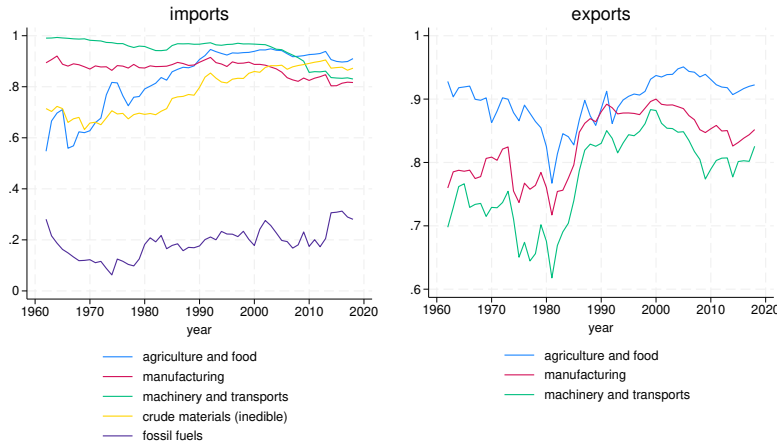 imports
1
.8
.6
.4
.2
0
1960 1970 1980 1990 2000 2010 2020
year
agriculture and food
manufacturing
machinery and transports
crude materials (inedible)
fossil fuels
exports
1
.9
.8
.7
.6
1960 1970 1980 1990 2000 2010 2020
year
agriculture and food
manufacturing
machinery and transports